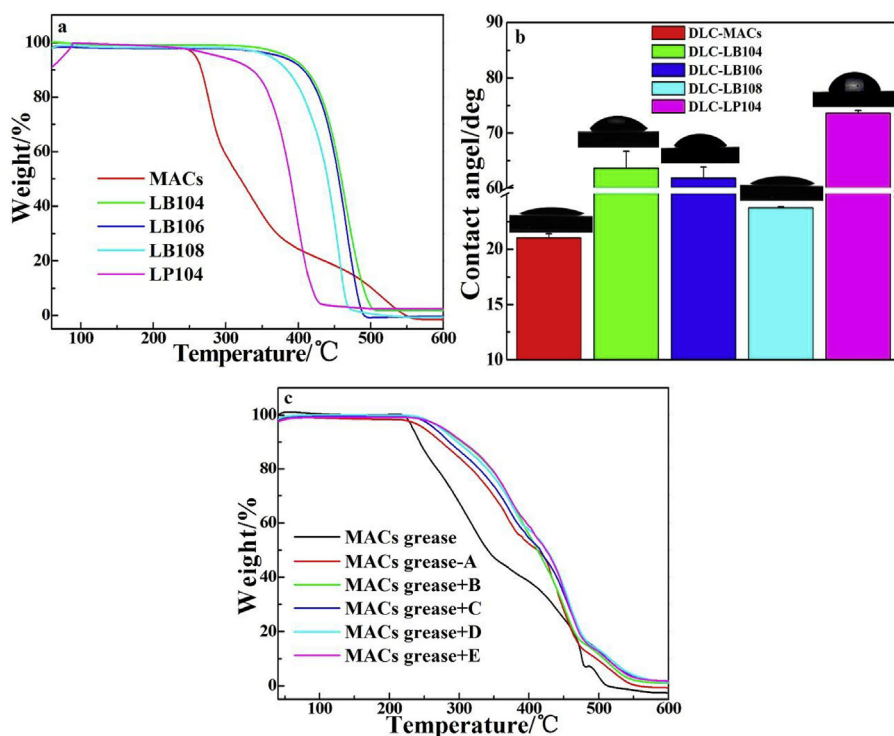 a
100
80
60
40
20
0
Weight/%
MACs
LB104
LB106
LB108
LP104
100 200 300 400 500 600
Temperature/℃
b
DLC-MACs
DLC-LB104
DLC-LB106
DLC-LB108
DLC-LP104
80
75
70
65
60
20
15
10
Contact angel/deg
c
100
80
60
40
20
0
Weight/%
MACs grease
MACs grease-A
MACs grease+B
MACs grease+C
MACs grease+D
MACs grease+E
100 200 300 400 500 600
Temperature/℃